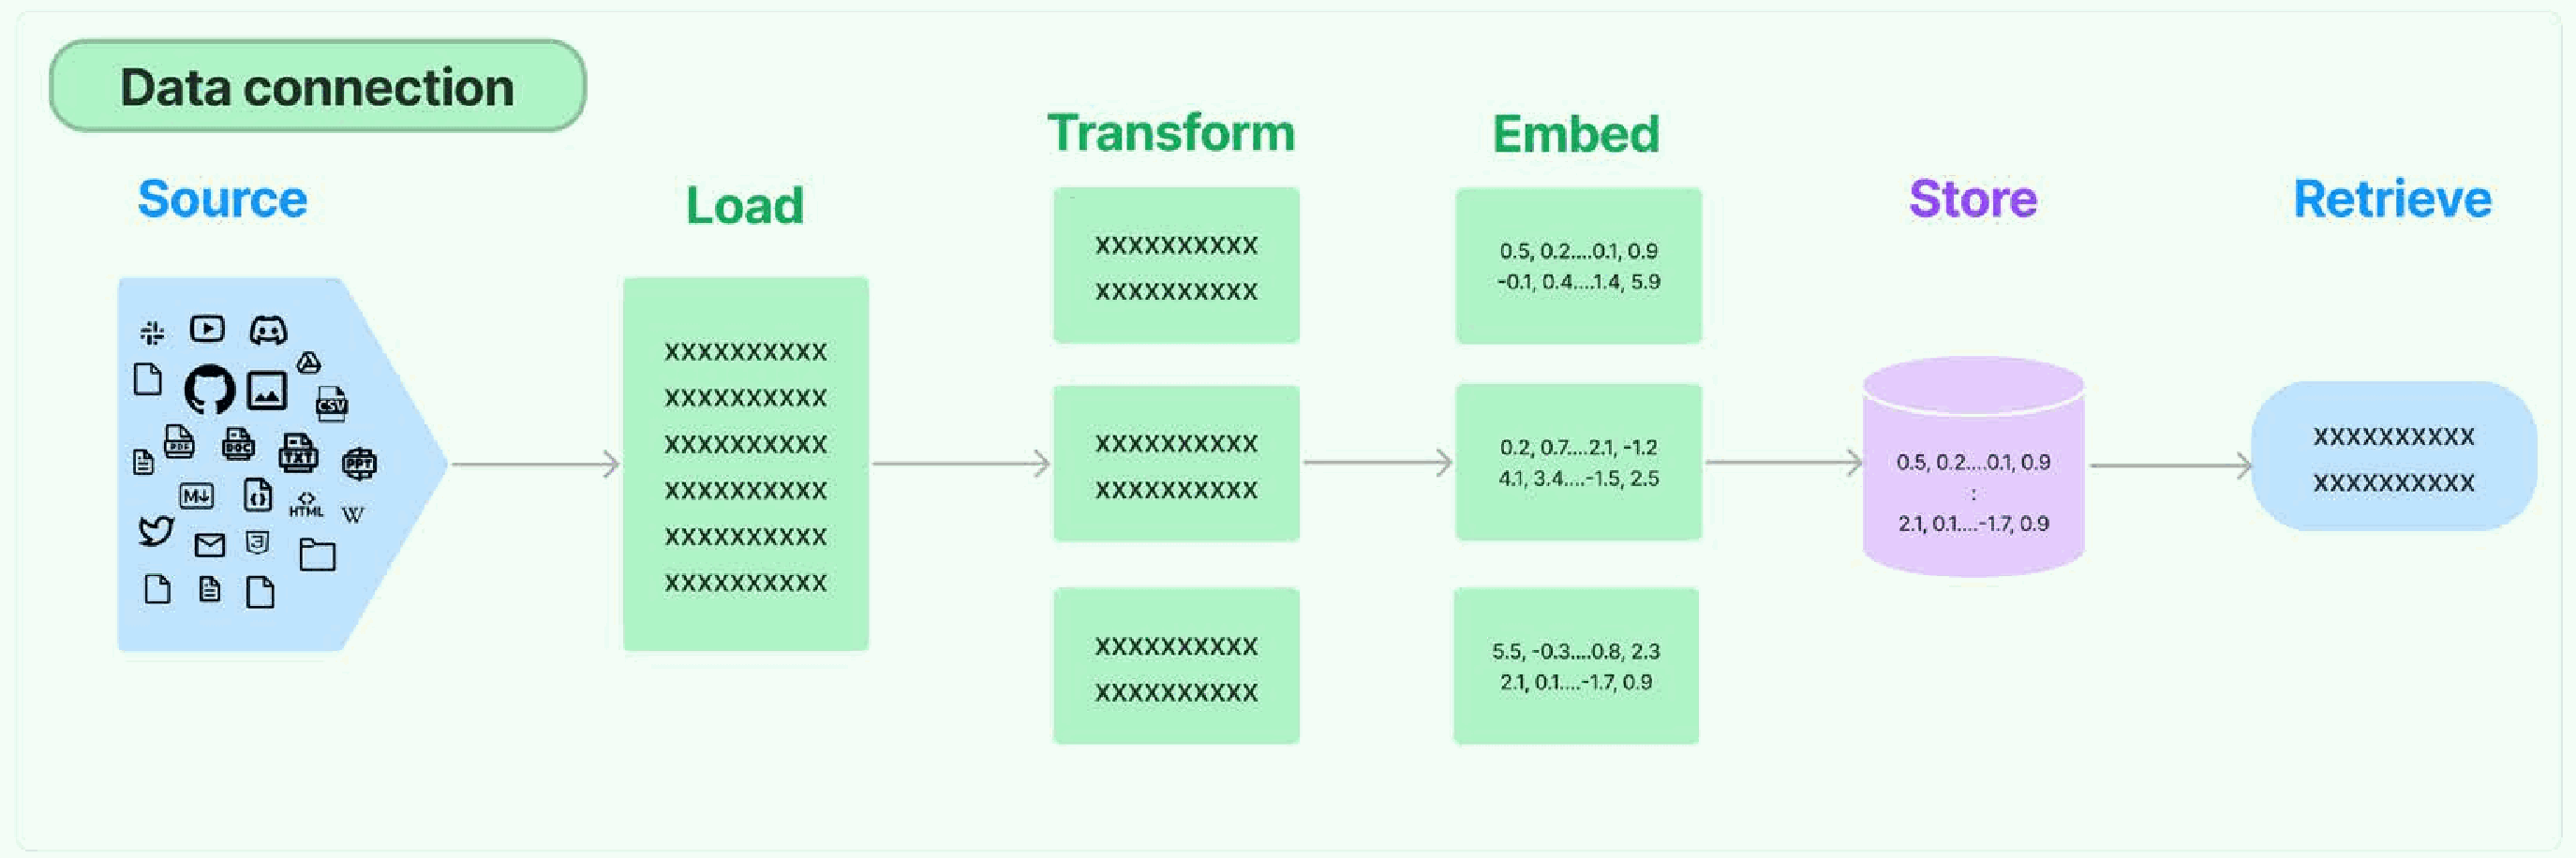 Data connection
Source
Load
Transform
Embed
Store
Retrieve
CSV
PDF
DOC
TXT
PPT
M↓
HTML
W
3
XXXXXXXXXX
XXXXXXXXXX
XXXXXXXXXX
XXXXXXXXXX
XXXXXXXXXX
XXXXXXXXXX
XXXXXXXXXX
XXXXXXXXXX
XXXXXXXXXX
XXXXXXXXXX
XXXXXXXXXX
XXXXXXXXXX
0.5, 0.2....0.1, 0.9
-0.1, 0.4....1.4, 5.9
0.2, 0.7....2.1, -1.2
4.1, 3.4....-1.5, 2.5
5.5, -0.3....0.8, 2.3
2.1, 0.1....-1.7, 0.9
0.5, 0.2....0.1, 0.9
:
2.1, 0.1....-1.7, 0.9
XXXXXXXXXX
XXXXXXXXXX